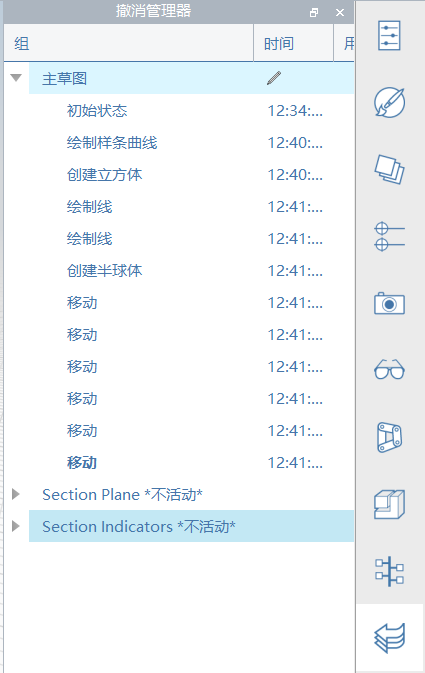 撤消管理器
组 时间 用
主草图
初始状态 12:34:...
绘制样条曲线 12:40:...
创建立方体 12:40:...
绘制线 12:41:...
绘制线 12:41:...
创建半球体 12:41:...
移动 12:41:...
移动 12:41:...
移动 12:41:...
移动 12:41:...
移动 12:41:...
移动 12:41:...
Section Plane *不活动*
Section Indicators *不活动*